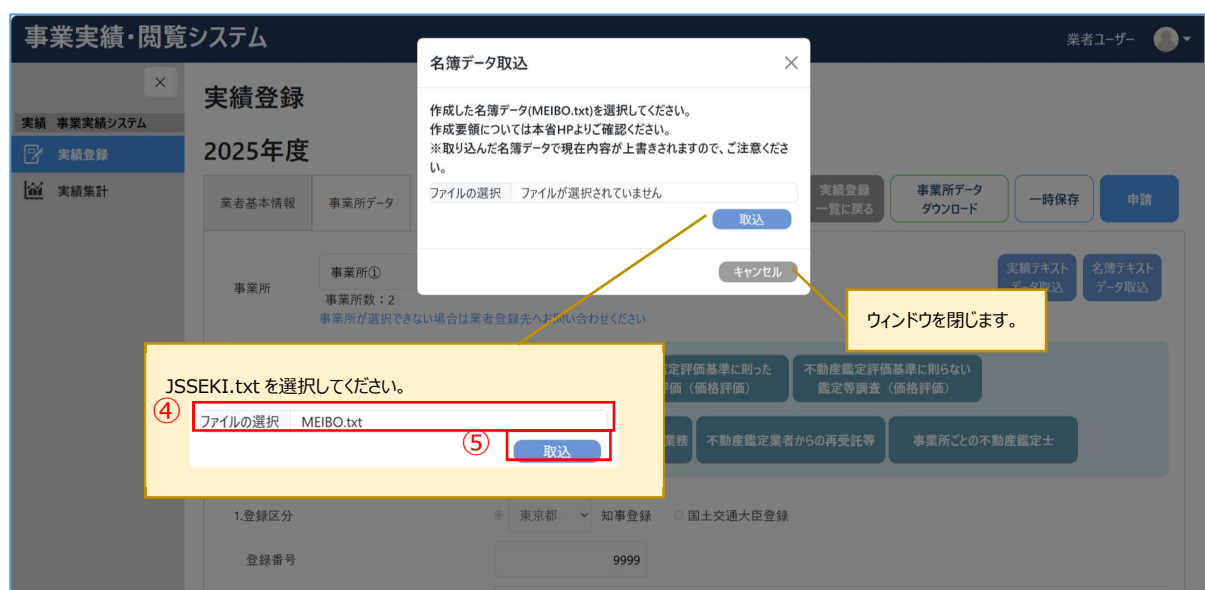 事業実績・閲覧システム
業者ユーザー
名簿データ取込
作成した名簿データ(MEIBO.txt)を選択してください。
作成要領については本省HPよりご確認ください。
※取り込んだ名簿データで現在内容が上書きされますので、ご注意くださ
い。
ファイルの選択 ファイルが選択されていません
取込
キャンセル
実績 事業実績システム
実績登録
実績集計
実績登録
2025年度
業者基本情報 事業所データ
実績登録
一覧に戻る
事業所データ
ダウンロード
一時保存
申請
事業所
事業所①
事業所数:2
事業所が選択できない場合は業者登録先へお問い合わせください
実績テキスト
データ取込
名簿テキスト
データ取込
ウィンドウを閉じます。
JSSEKI.txt を選択してください。
④
ファイルの選択 MEIBO.txt
⑤
取込
定評価基準に則った
価(価格評価)
不動産鑑定評価基準に則らない
鑑定等調査(価格評価)
業務
不動産鑑定業者からの再受託等
事業所ごとの不動産鑑定士
1.登録区分
東京都 知事登録 国土交通大臣登録
登録番号
9999